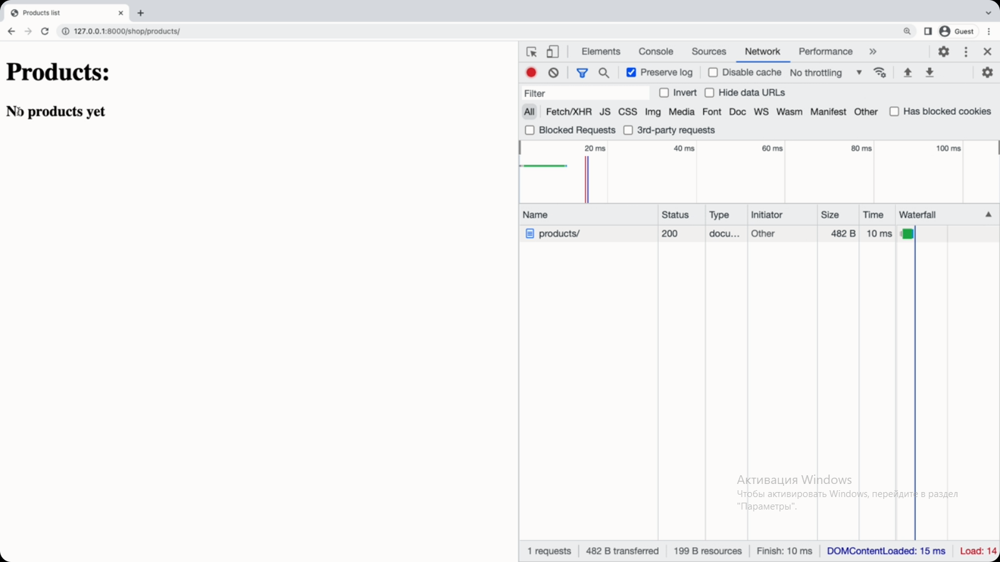 Products list
127.0.0.1:8000/shop/products/
Guest
Products:
No products yet
Elements Console Sources Network Performance
Preserve log Disable cache No throttling
Filter Invert Hide data URLs
All Fetch/XHR JS CSS Img Media Font Doc WS Wasm Manifest Other Has blocked cookies
Blocked Requests 3rd-party requests
20 ms 40 ms 60 ms 80 ms 100 ms
Name Status Type Initiator Size Time Waterfall
products/ 200 docu... Other 482 B 10 ms
Активация Windows
Чтобы активировать Windows, перейдите в раздел
"Параметры".
1 requests 482 B transferred 199 B resources Finish: 10 ms DOMContentLoaded: 15 ms Load: 14